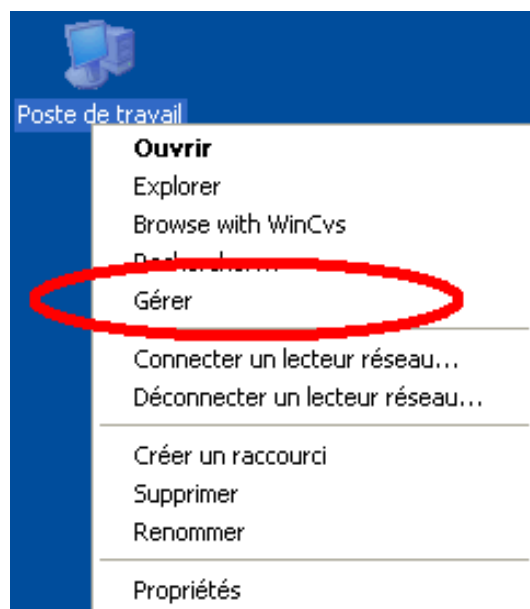 Poste de travail
Ouvrir
Explorer
Browse with WinCvs
Rechercher...
Gérer
Connecter un lecteur réseau...
Déconnecter un lecteur réseau...
Créer un raccourci
Supprimer
Renommer
Propriétés